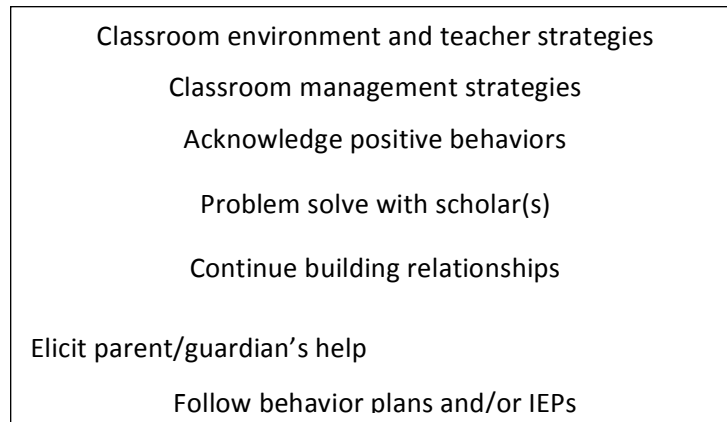 Classroom environment and teacher strategies
Classroom management strategies
Acknowledge positive behaviors
Problem solve with scholar(s)
Continue building relationships
Elicit parent/guardian’s help
Follow behavior plans and/or IEPs